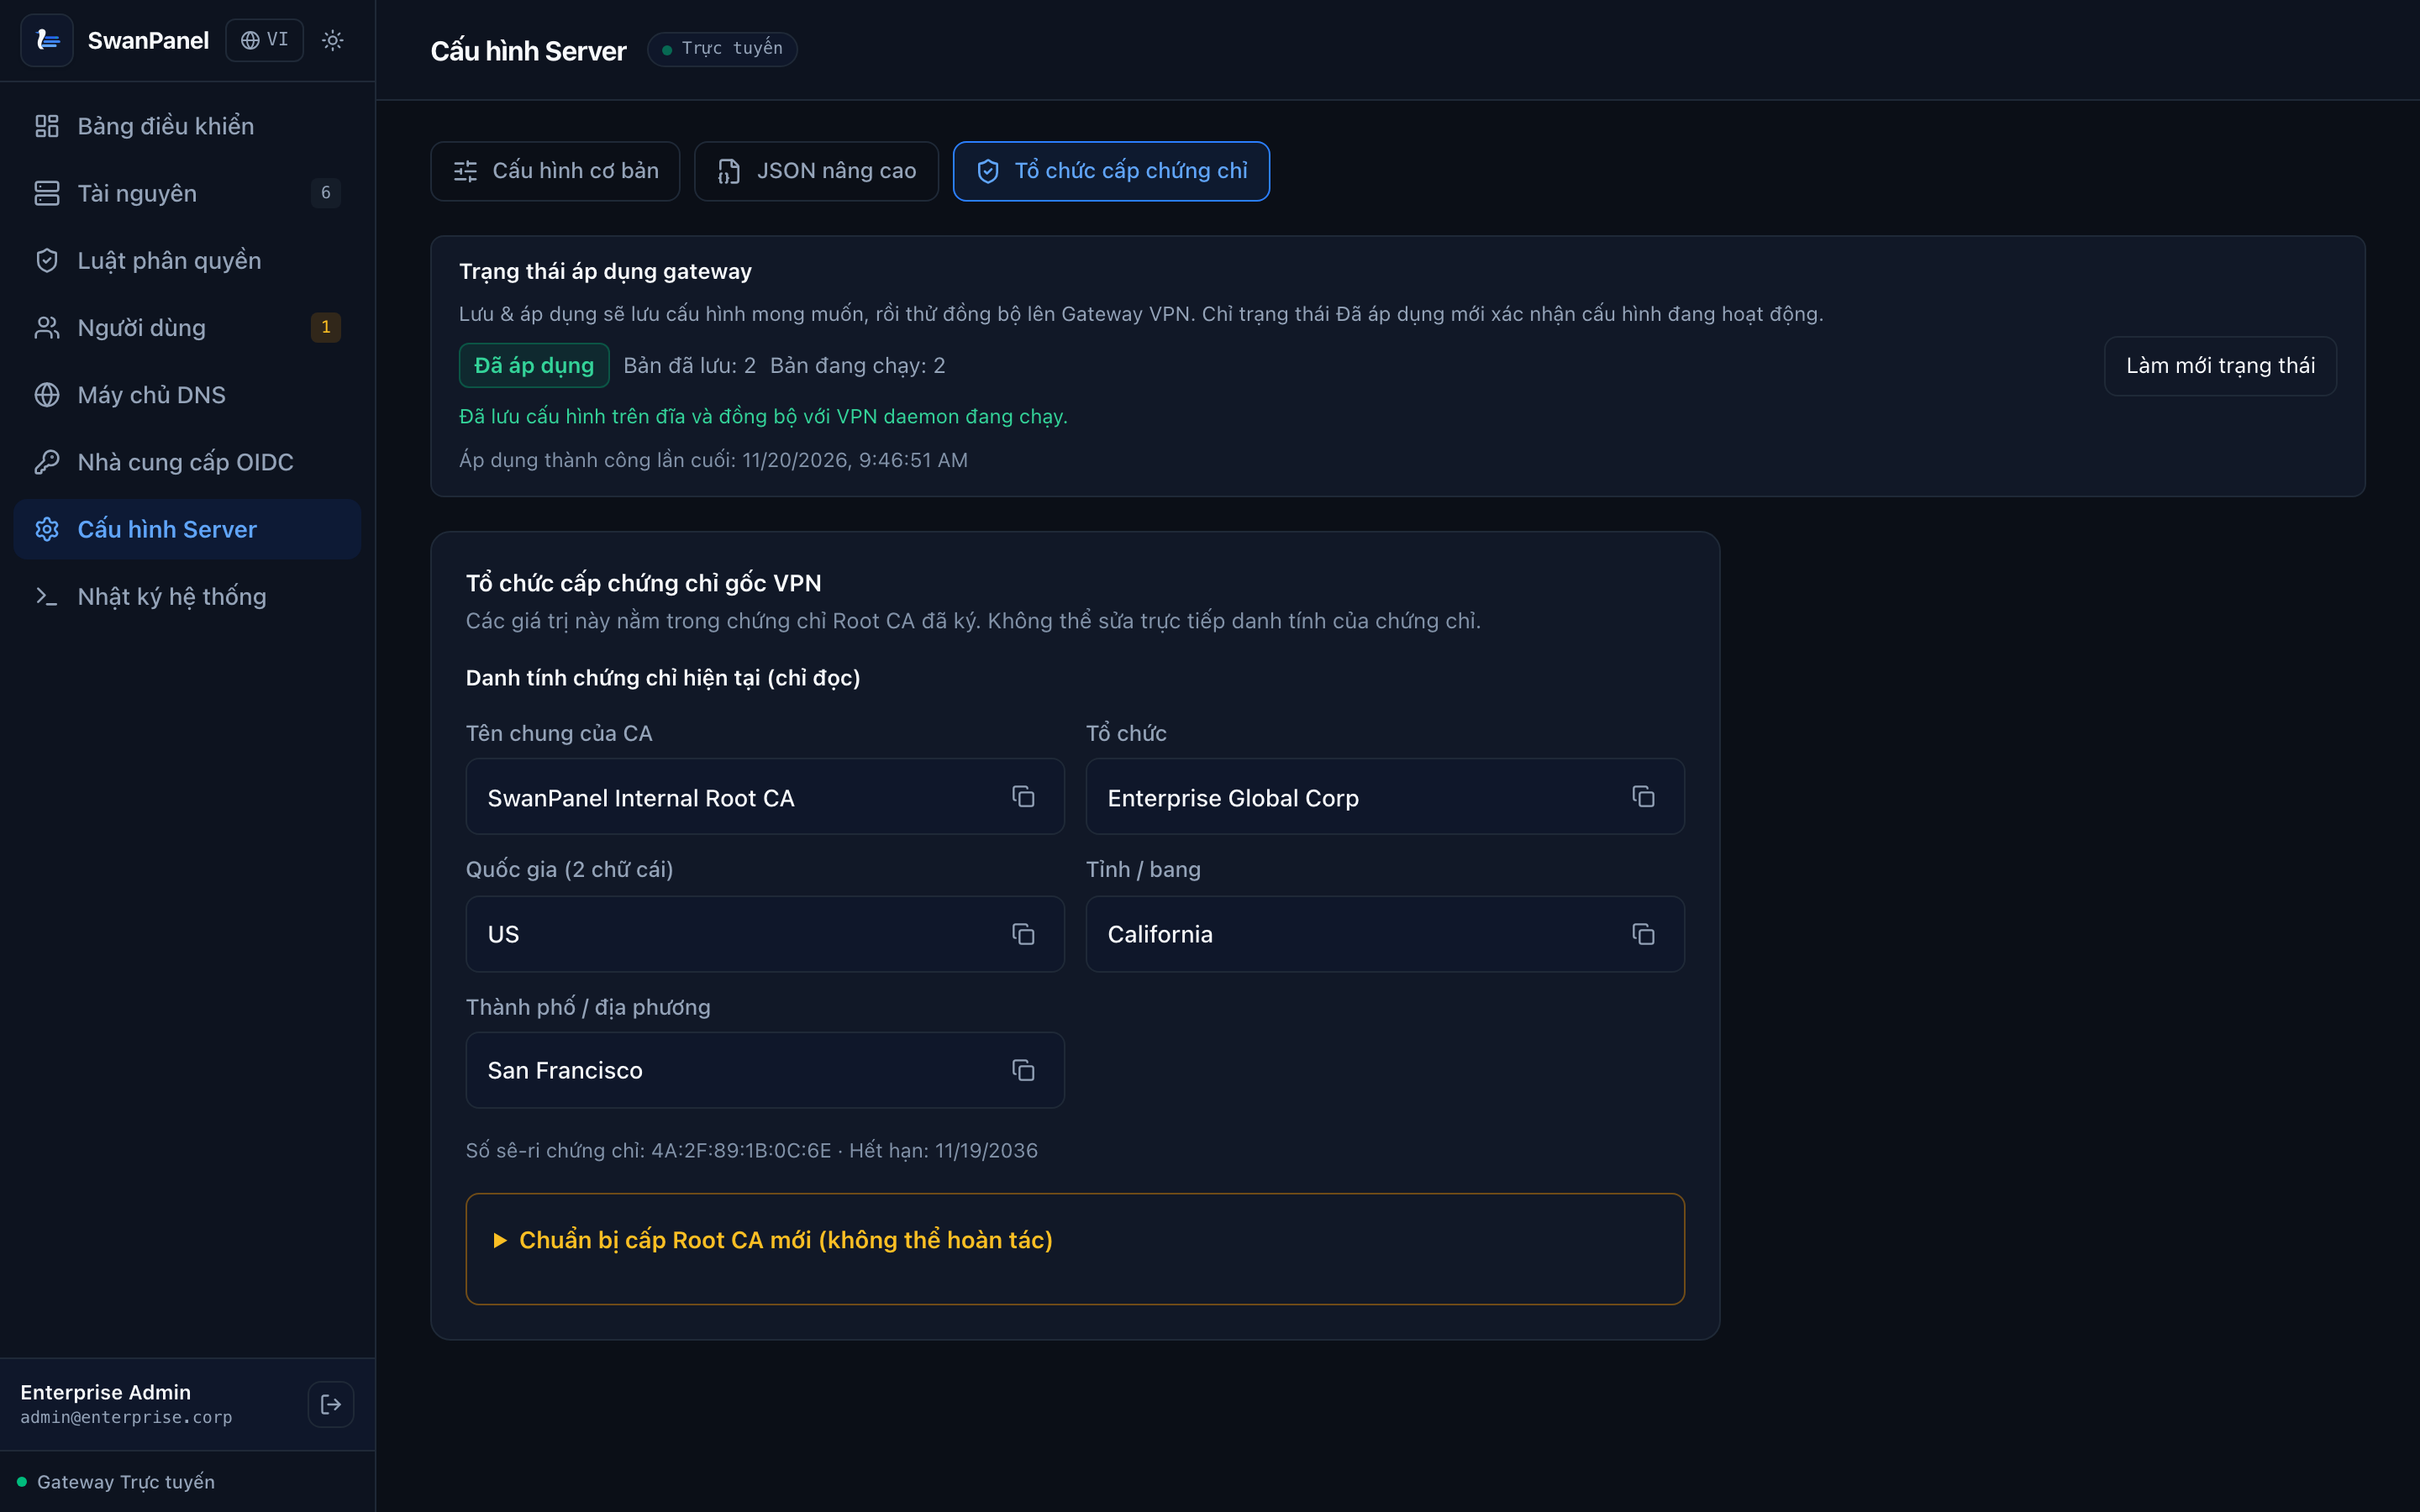 SwanPanel
VI
Bảng điều khiển
Tài nguyên
6
Luật phân quyền
Người dùng
1
Máy chủ DNS
Nhà cung cấp OIDC
Cấu hình Server
Nhật ký hệ thống
Enterprise Admin
admin@enterprise.corp
Gateway Trực tuyến
Cấu hình Server
Trực tuyến
Cấu hình cơ bản
JSON nâng cao
Tổ chức cấp chứng chỉ
Trạng thái áp dụng gateway
Lưu & áp dụng sẽ lưu cấu hình mong muốn, rồi thử đồng bộ lên Gateway VPN. Chỉ trạng thái Đã áp dụng mới xác nhận cấu hình đang hoạt động.
Đã áp dụng Bản đã lưu: 2 Bản đang chạy: 2
Làm mới trạng thái
Đã lưu cấu hình trên đĩa và đồng bộ với VPN daemon đang chạy.
Áp dụng thành công lần cuối: 11/20/2026, 9:46:51 AM
Tổ chức cấp chứng chỉ gốc VPN
Các giá trị này nằm trong chứng chỉ Root CA đã ký. Không thể sửa trực tiếp danh tính của chứng chỉ.
Danh tính chứng chỉ hiện tại (chỉ đọc)
Tên chung của CA
SwanPanel Internal Root CA
Tổ chức
Enterprise Global Corp
Quốc gia (2 chữ cái)
US
Tỉnh / bang
California
Thành phố / địa phương
San Francisco
Số sê-ri chứng chỉ: 4A:2F:89:1B:0C:6E · Hết hạn: 11/19/2036
Chuẩn bị cấp Root CA mới (không thể hoàn tác)